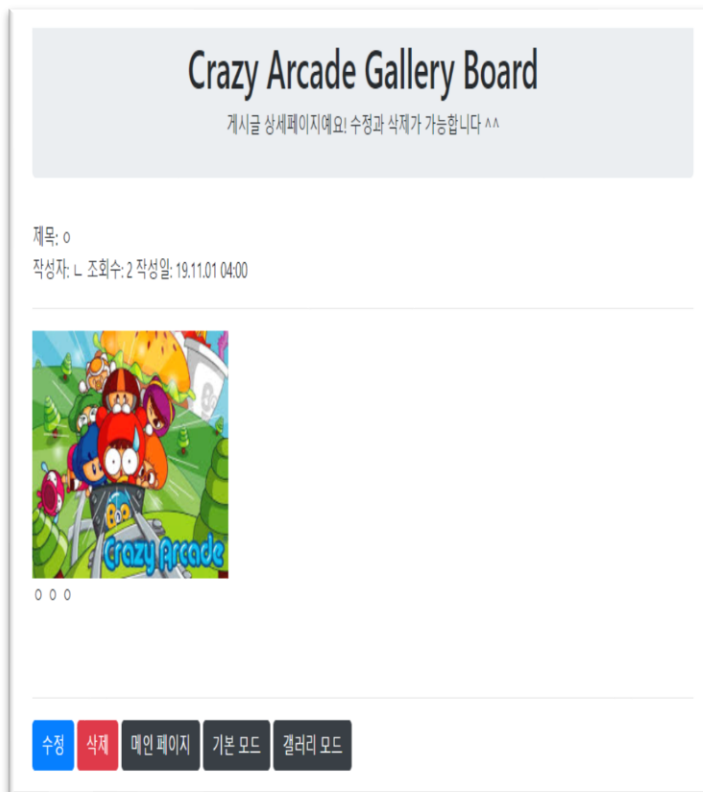 Crazy Arcade Gallery Board
게시글 상세페이지예요! 수정과 삭제가 가능합니다 ^^
제목: ㅇ
작성자: ㄴ 조회수: 2 작성일: 19.11.01 04:00
BnB
Crazy Arcade
ㅇㅇㅇ
수정 삭제 메인 페이지 기본 모드 갤러리 모드